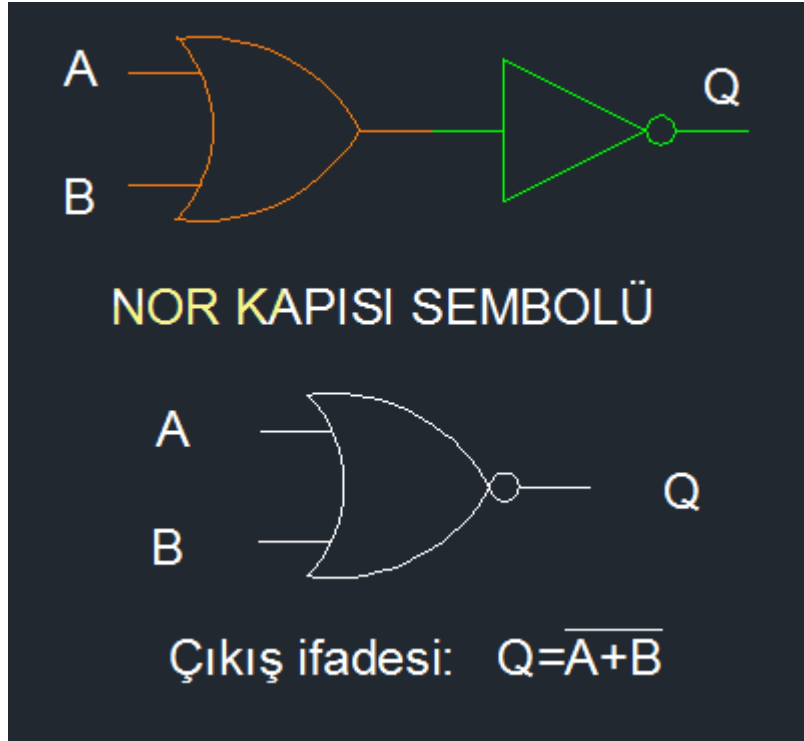 A
Q
B
NOR KAPISI SEMBOLÜ
A
Q
B
Çıkış ifadesi: Q=A̅+̅B̅